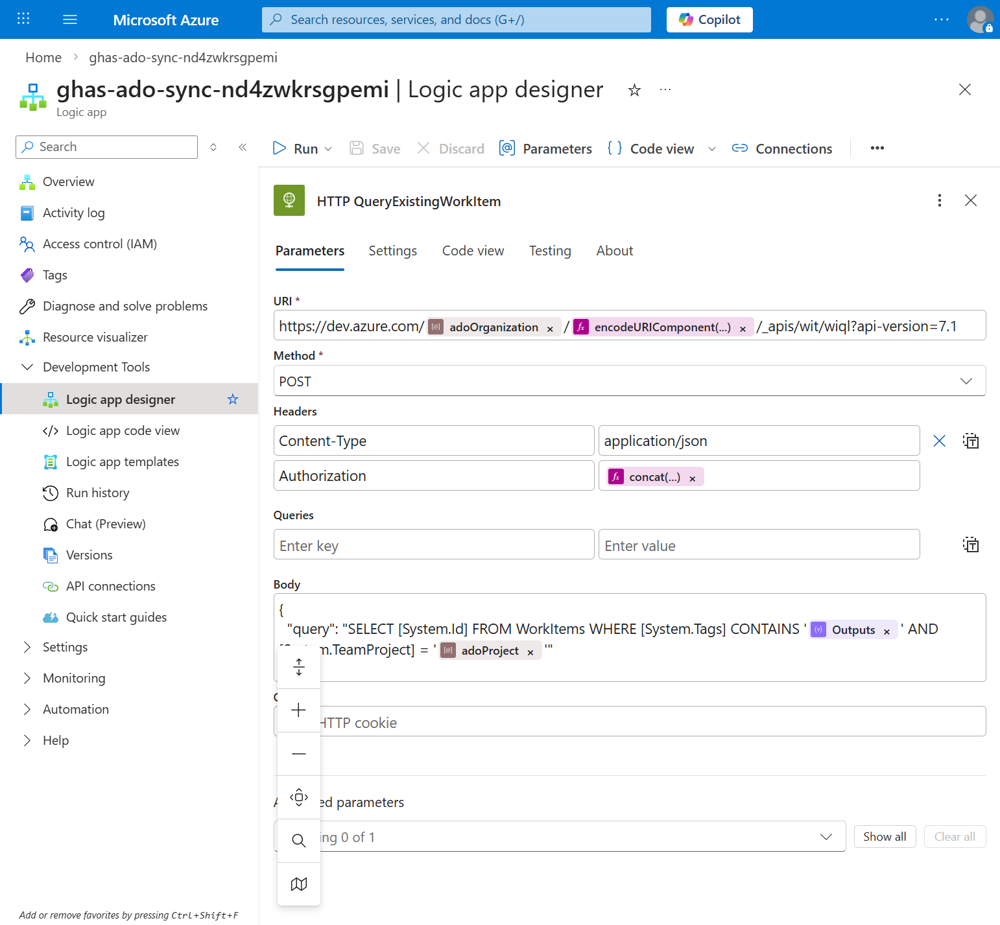 Microsoft Azure
Search resources, services, and docs (G+/)
Copilot
Home > ghas-ado-sync-nd4zwkrsgpemi
ghas-ado-sync-nd4zwkrsgpemi | Logic app designer
Logic app
Search
Run
Save
Discard
Parameters
Code view
Connections
Overview
Activity log
Access control (IAM)
Tags
Diagnose and solve problems
Resource visualizer
Development Tools
Logic app designer
Logic app code view
Logic app templates
Run history
Chat (Preview)
Versions
API connections
Quick start guides
Settings
Monitoring
Automation
Help
Add or remove favorites by pressing Ctrl+Shift+F
HTTP QueryExistingWorkItem
Parameters
Settings
Code view
Testing
About
URI *
https://dev.azure.com/ adoOrganization × / encodeURIComponent(...) × /_apis/wit/wiql?api-version=7.1
Method *
POST
Headers
Content-Type
application/json
Authorization
concat(...) ×
Queries
Enter key
Enter value
Body
{
"query": "SELECT [System.Id] FROM WorkItems WHERE [System.Tags] CONTAINS ' Outputs × ' AND
.TeamProject] = ' adoProject × '"
HTTP cookie
parameters
0 of 1
Show all
Clear all